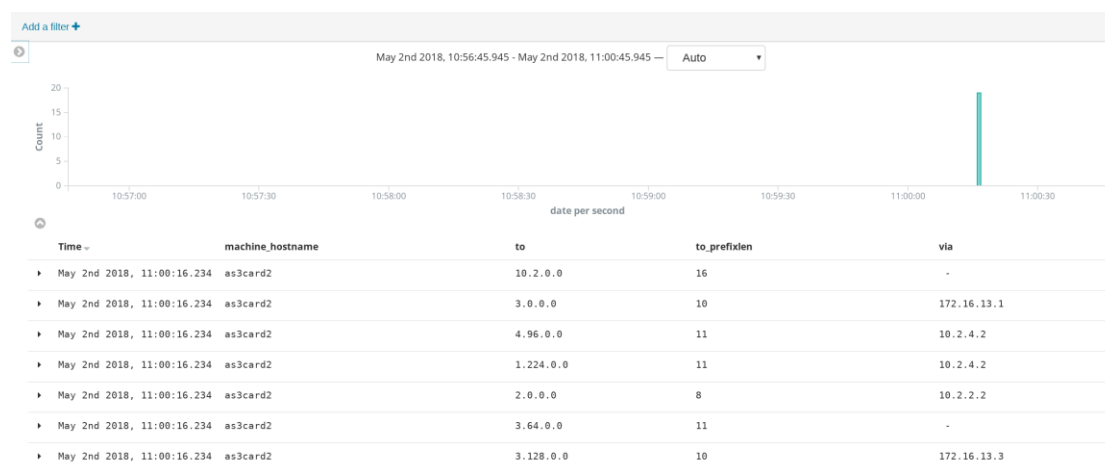 Add a filter +
May 2nd 2018, 10:56:45.945 - May 2nd 2018, 11:00:45.945 — Auto
20
15
10
5
0
Count
10:57:00 10:57:30 10:58:00 10:58:30 10:59:00 10:59:30 11:00:00 11:00:30
date per second
Time machine_hostname to to_prefixlen via
May 2nd 2018, 11:00:16.234 as3card2 10.2.0.0 16 -
May 2nd 2018, 11:00:16.234 as3card2 3.0.0.0 10 172.16.13.1
May 2nd 2018, 11:00:16.234 as3card2 4.96.0.0 11 10.2.4.2
May 2nd 2018, 11:00:16.234 as3card2 1.224.0.0 11 10.2.4.2
May 2nd 2018, 11:00:16.234 as3card2 2.0.0.0 8 10.2.2.2
May 2nd 2018, 11:00:16.234 as3card2 3.64.0.0 11 -
May 2nd 2018, 11:00:16.234 as3card2 3.128.0.0 10 172.16.13.3